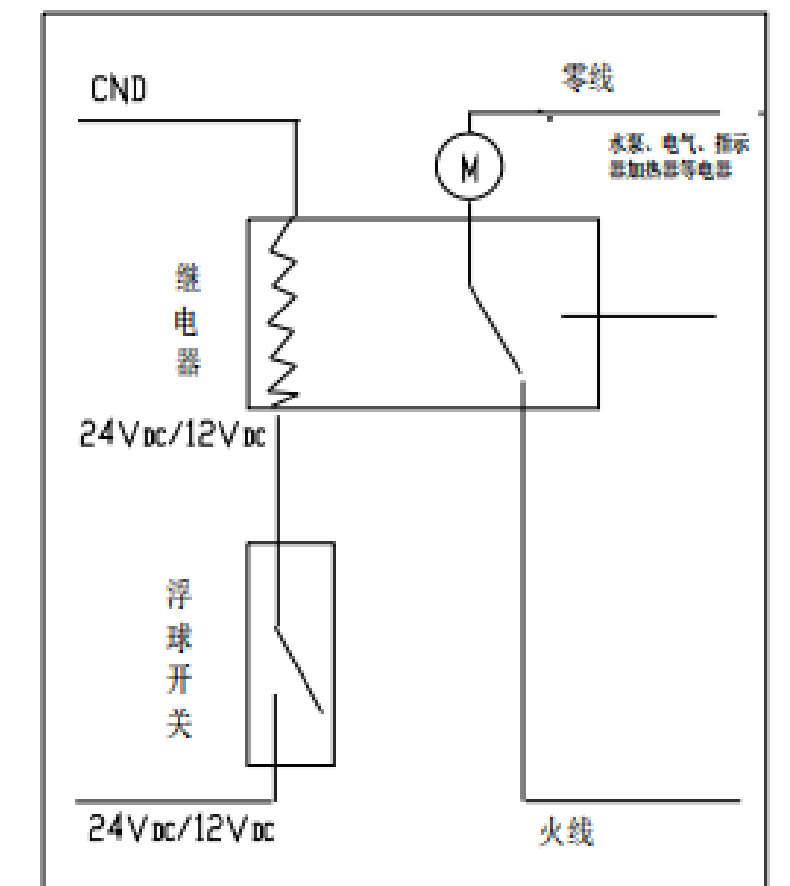 CND
零线
水泵、电气、指示
器加热器等电器
M
继电器
24VDC/12VDC
浮球开关
24VDC/12VDC
火线